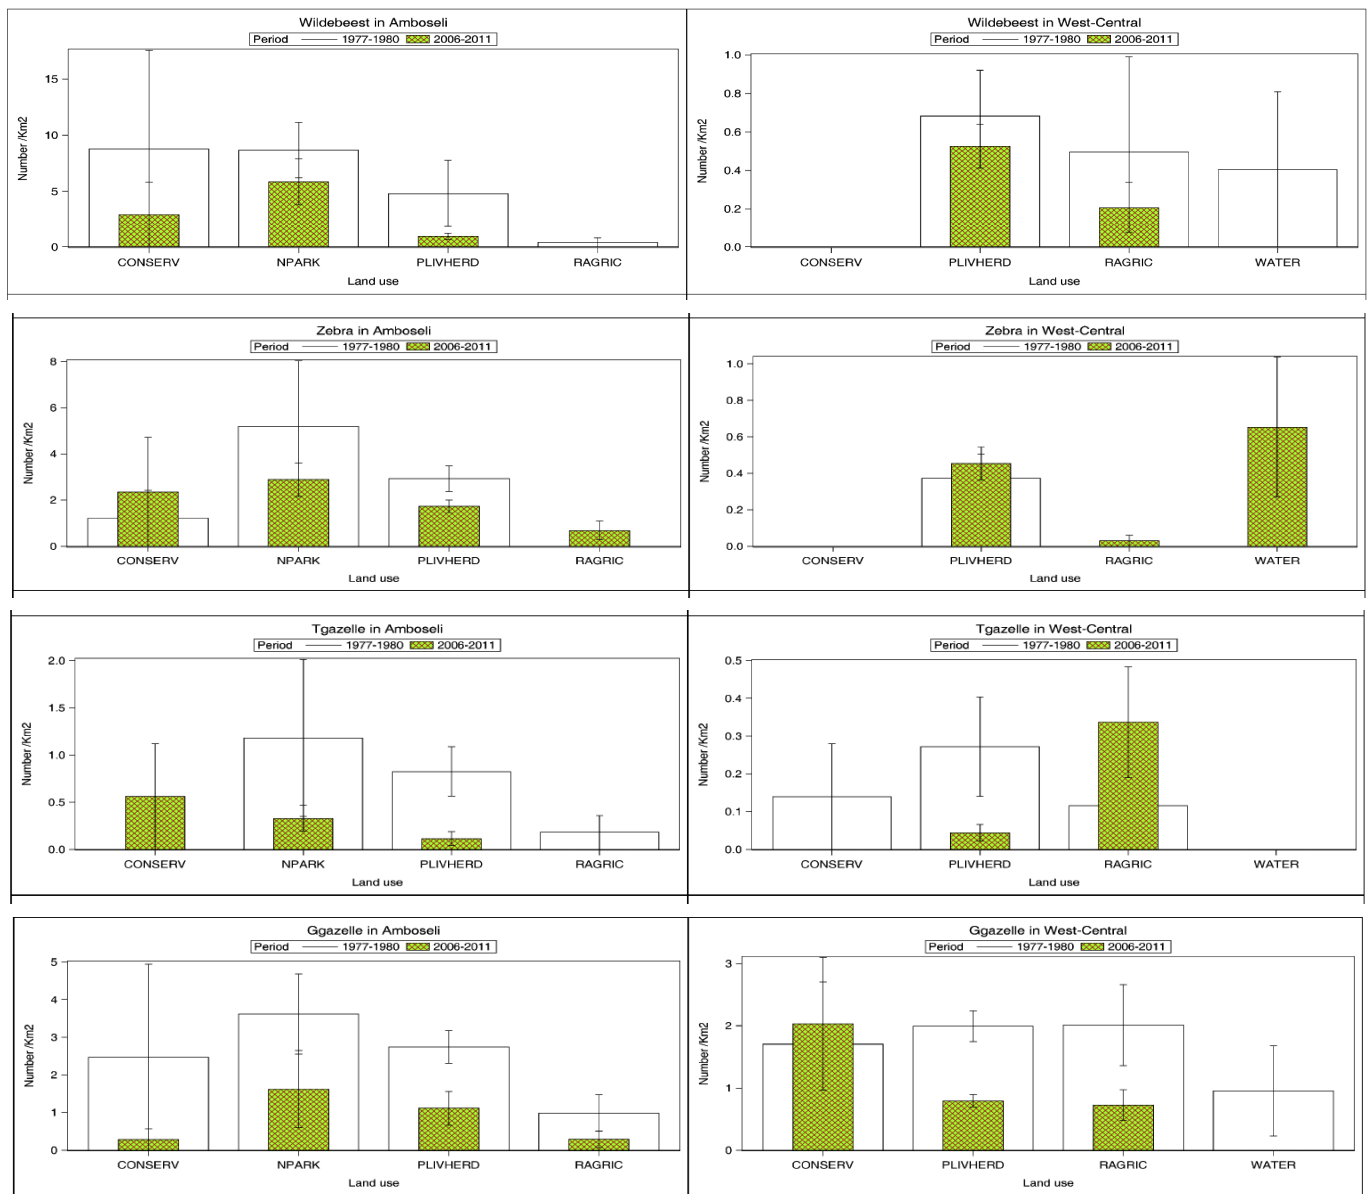 Wildebeest in Amboseli
Period 1977-1980 2006-2011
Number /Km2
15
10
5
0
CONSERV NPARK PLIVHERD RAGRIC
Land use
Wildebeest in West-Central
Period 1977-1980 2006-2011
Number /Km2
1.0
0.8
0.6
0.4
0.2
0.0
CONSERV PLIVHERD RAGRIC WATER
Land use
Zebra in Amboseli
Period 1977-1980 2006-2011
Number /Km2
8
6
4
2
0
CONSERV NPARK PLIVHERD RAGRIC
Land use
Zebra in West-Central
Period 1977-1980 2006-2011
Number /Km2
1.0
0.8
0.6
0.4
0.2
0.0
CONSERV PLIVHERD RAGRIC WATER
Land use
Tgazelle in Amboseli
Period 1977-1980 2006-2011
Number /Km2
2.0
1.5
1.0
0.5
0.0
CONSERV NPARK PLIVHERD RAGRIC
Land use
Tgazelle in West-Central
Period 1977-1980 2006-2011
Number /Km2
0.5
0.4
0.3
0.2
0.1
0.0
CONSERV PLIVHERD RAGRIC WATER
Land use
Ggazelle in Amboseli
Period 1977-1980 2006-2011
Number /Km2
5
4
3
2
1
0
CONSERV NPARK PLIVHERD RAGRIC
Land use
Ggazelle in West-Central
Period 1977-1980 2006-2011
Number /Km2
3
2
1
0
CONSERV PLIVHERD RAGRIC WATER
Land use